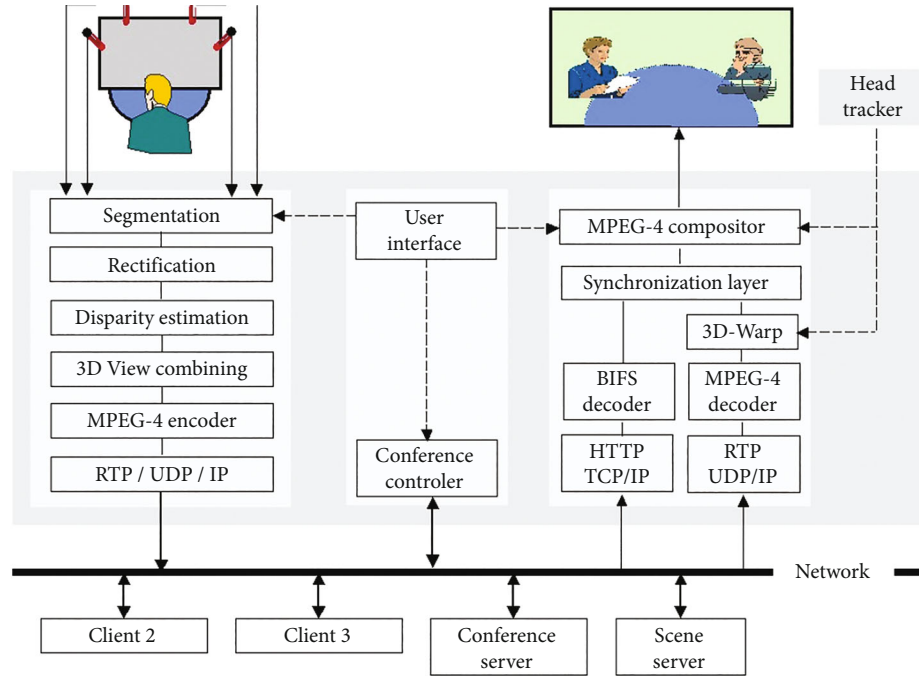 Head
tracker
Segmentation
Rectification
Disparity estimation
3D View combining
MPEG-4 encoder
RTP / UDP / IP
User
interface
Conference
controler
MPEG-4 compositor
Synchronization layer
3D-Warp
BIFS
decoder
MPEG-4
decoder
HTTP
TCP/IP
RTP
UDP/IP
Network
Client 2
Client 3
Conference
server
Scene
server